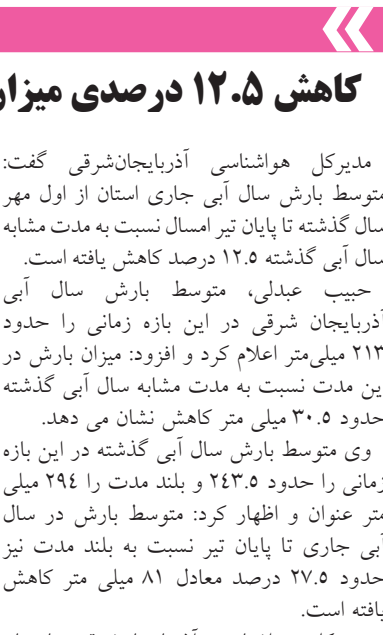 کاهش ۱۲.۵ درصدی میزان
مدیرکل هواشناسی آذربایجان‌شرقی گفت:
متوسط بارش سال آبی جاری استان از اول مهر
سال گذشته تا پایان تیر امسال نسبت به مدت مشابه
سال آبی گذشته ۱۲.۵ درصد کاهش یافته است.
حبیب عبدلی، متوسط بارش سال آبی
آذربایجان شرقی در این بازه زمانی را حدود
۲۱۳ میلی‌متر اعلام کرد و افزود: میزان بارش در
این مدت نسبت به مدت مشابه سال آبی گذشته
حدود ۳۰.۵ میلی متر کاهش نشان می دهد.
وی متوسط بارش سال آبی گذشته در این بازه
زمانی را حدود ۲۴۳.۵ و بلند مدت را ۲۹۴ میلی
متر عنوان و اظهار کرد: متوسط بارش در سال
آبی جاری تا پایان تیر نسبت به بلند مدت نیز
حدود ۲۷.۵ درصد معادل ۸۱ میلی متر کاهش
یافته است.